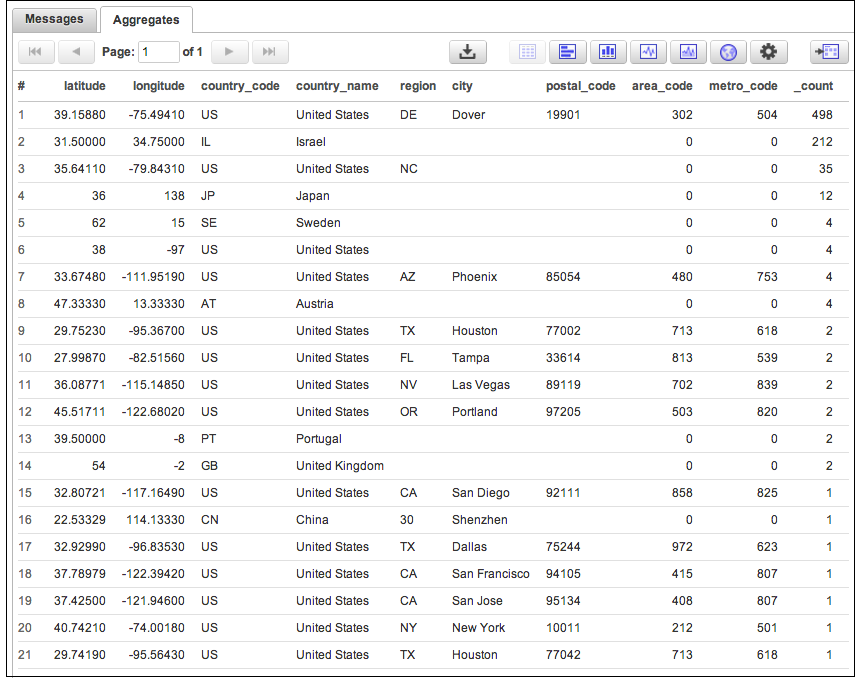 Messages Aggregates
Page: 1 of 1
# latitude longitude country_code country_name region city postal_code area_code metro_code _count
1 39.15880 -75.49410 US United States DE Dover 19901 302 504 498
2 31.50000 34.75000 IL Israel 0 0 212
3 35.64110 -79.84310 US United States NC 0 0 35
4 36 138 JP Japan 0 0 12
5 62 15 SE Sweden 0 0 4
6 38 -97 US United States 0 0 4
7 33.67480 -111.95190 US United States AZ Phoenix 85054 480 753 4
8 47.33330 13.33330 AT Austria 0 0 4
9 29.75230 -95.36700 US United States TX Houston 77002 713 618 2
10 27.99870 -82.51560 US United States FL Tampa 33614 813 539 2
11 36.08771 -115.14850 US United States NV Las Vegas 89119 702 839 2
12 45.51711 -122.68020 US United States OR Portland 97205 503 820 2
13 39.50000 -8 PT Portugal 0 0 2
14 54 -2 GB United Kingdom 0 0 2
15 32.80721 -117.16490 US United States CA San Diego 92111 858 825 1
16 22.53329 114.13330 CN China 30 Shenzhen 0 0 1
17 32.92990 -96.83530 US United States TX Dallas 75244 972 623 1
18 37.78979 -122.39420 US United States CA San Francisco 94105 415 807 1
19 37.42500 -121.94600 US United States CA San Jose 95134 408 807 1
20 40.74210 -74.00180 US United States NY New York 10011 212 501 1
21 29.74190 -95.56430 US United States TX Houston 77042 713 618 1